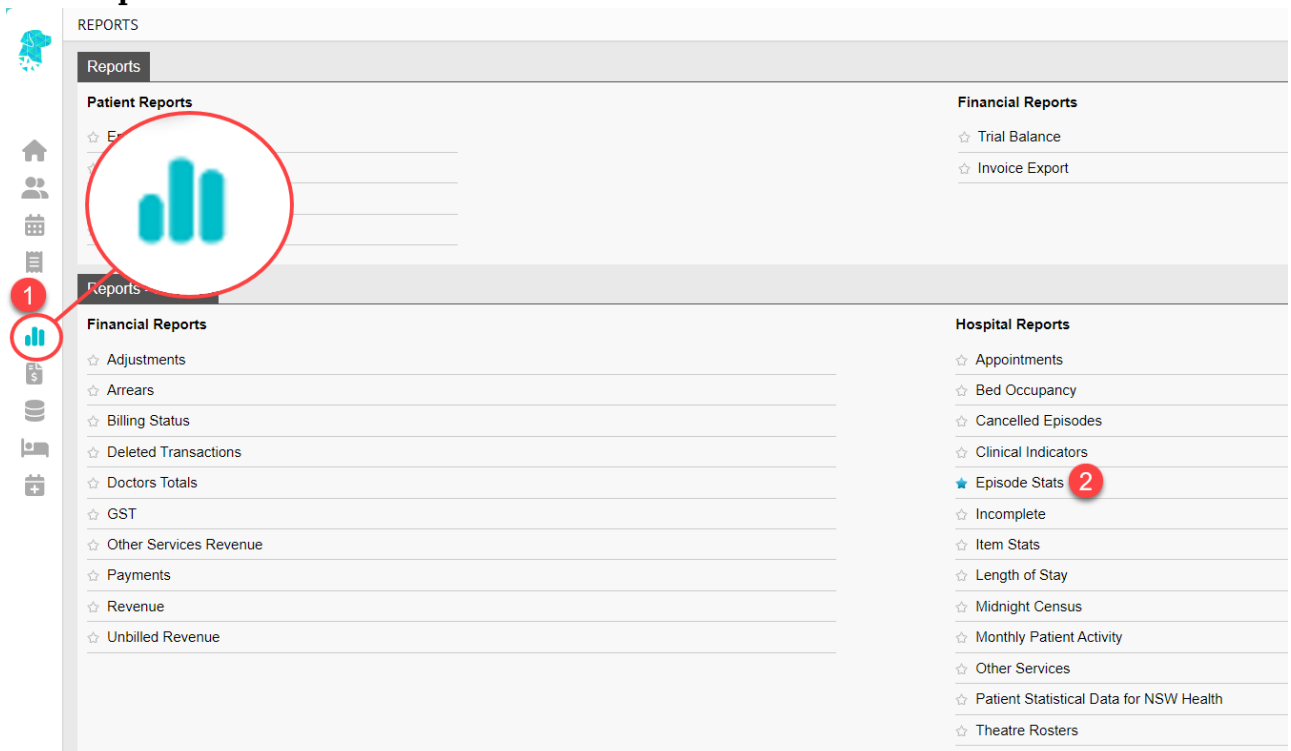 REPORTS
Reports
Patient Reports
Financial Reports
Trial Balance
Invoice Export
Reports
1
Financial Reports
Adjustments
Arrears
Billing Status
Deleted Transactions
Doctors Totals
GST
Other Services Revenue
Payments
Revenue
Unbilled Revenue
Hospital Reports
Appointments
Bed Occupancy
Cancelled Episodes
Clinical Indicators
Episode Stats 2
Incomplete
Item Stats
Length of Stay
Midnight Census
Monthly Patient Activity
Other Services
Patient Statistical Data for NSW Health
Theatre Rosters